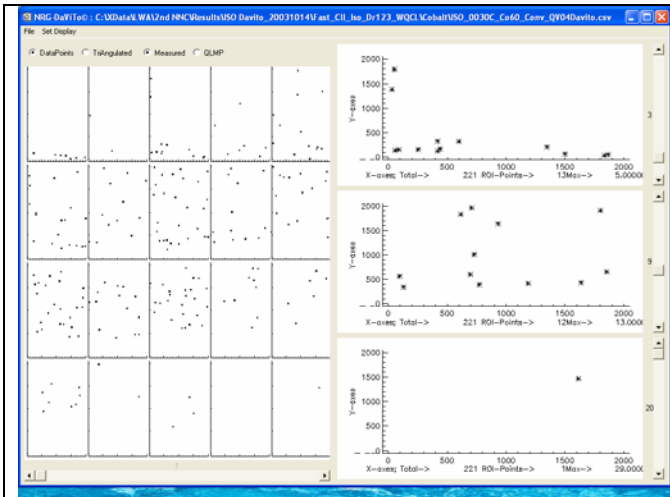 NRG-DaViTo© : C:\XData\LWA\2nd NNC\Results\ISO Davito_20031014\Fast_CII_Iso_Dr123_WQCL\Cobalt\ISO_0030C_Co60_Conv_QV04Davito.csv
File Set Display
DataPoints TriAngulated Measured QLMP
2000
1500
1000
500
0
Y-axes
0 500 1000 1500 2000
X-axes; Total--> 221 ROI-Points-> 13Max-> 5.0000
3
2000
1500
1000
500
0
Y-axes
0 500 1000 1500 2000
X-axes; Total--> 221 ROI-Points-> 12Max-> 13.0000
9
2000
1500
1000
500
0
Y-axes
0 500 1000 1500 2000
X-axes; Total--> 221 ROI-Points-> 1Max-> 29.0000
20